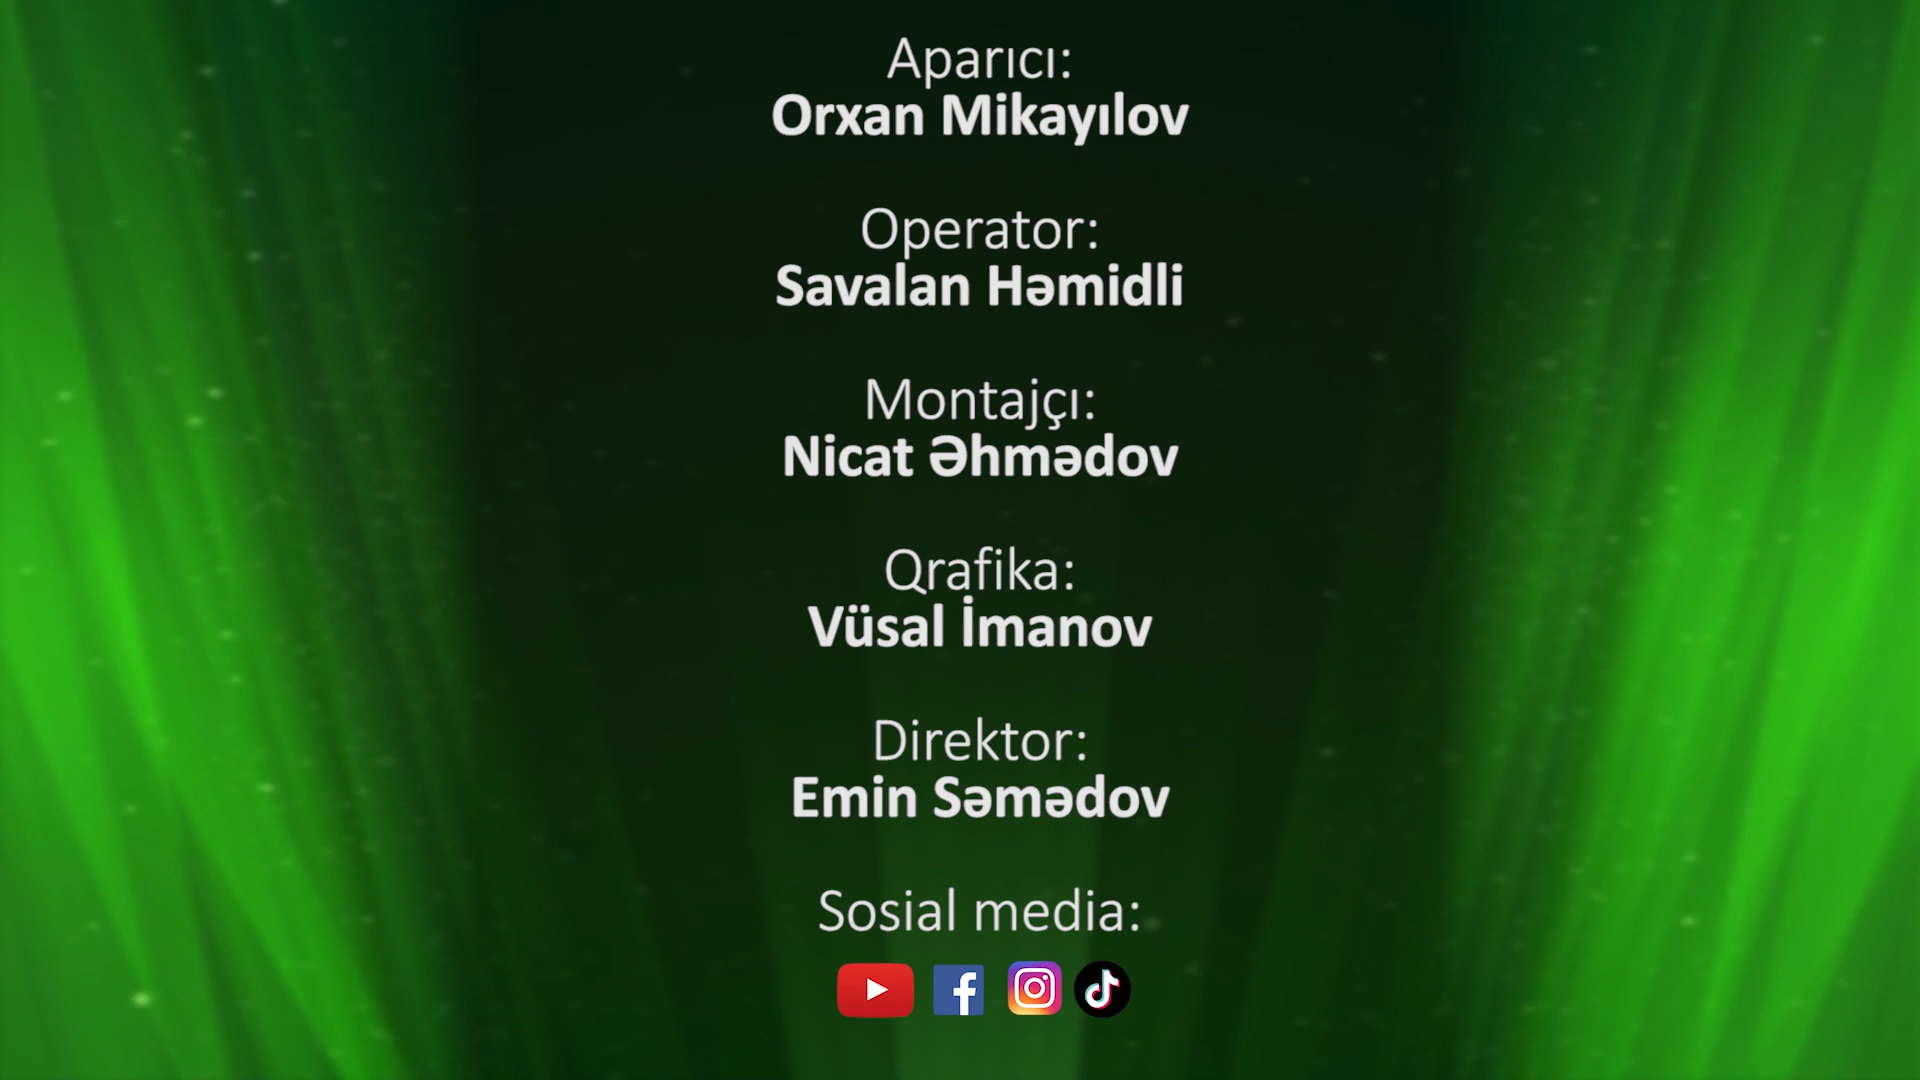 Aparıcı:
Orxan Mikayılov
Operator:
Savalan Həmidli
Montajçı:
Nicat Əhmədov
Qrafika:
Vüsal İmanov
Direktor:
Emin Səmədov
Sosial media: